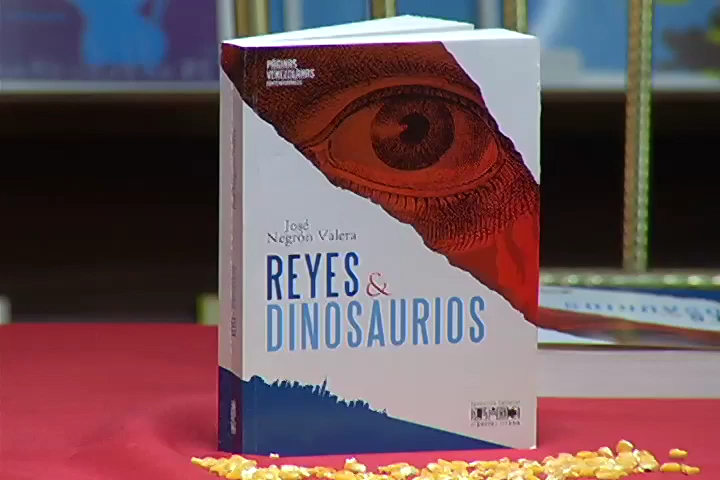 PÁGINAS
VENEZOLANAS
José
Negrón Valera
REYES
&
DINOSAURIOS